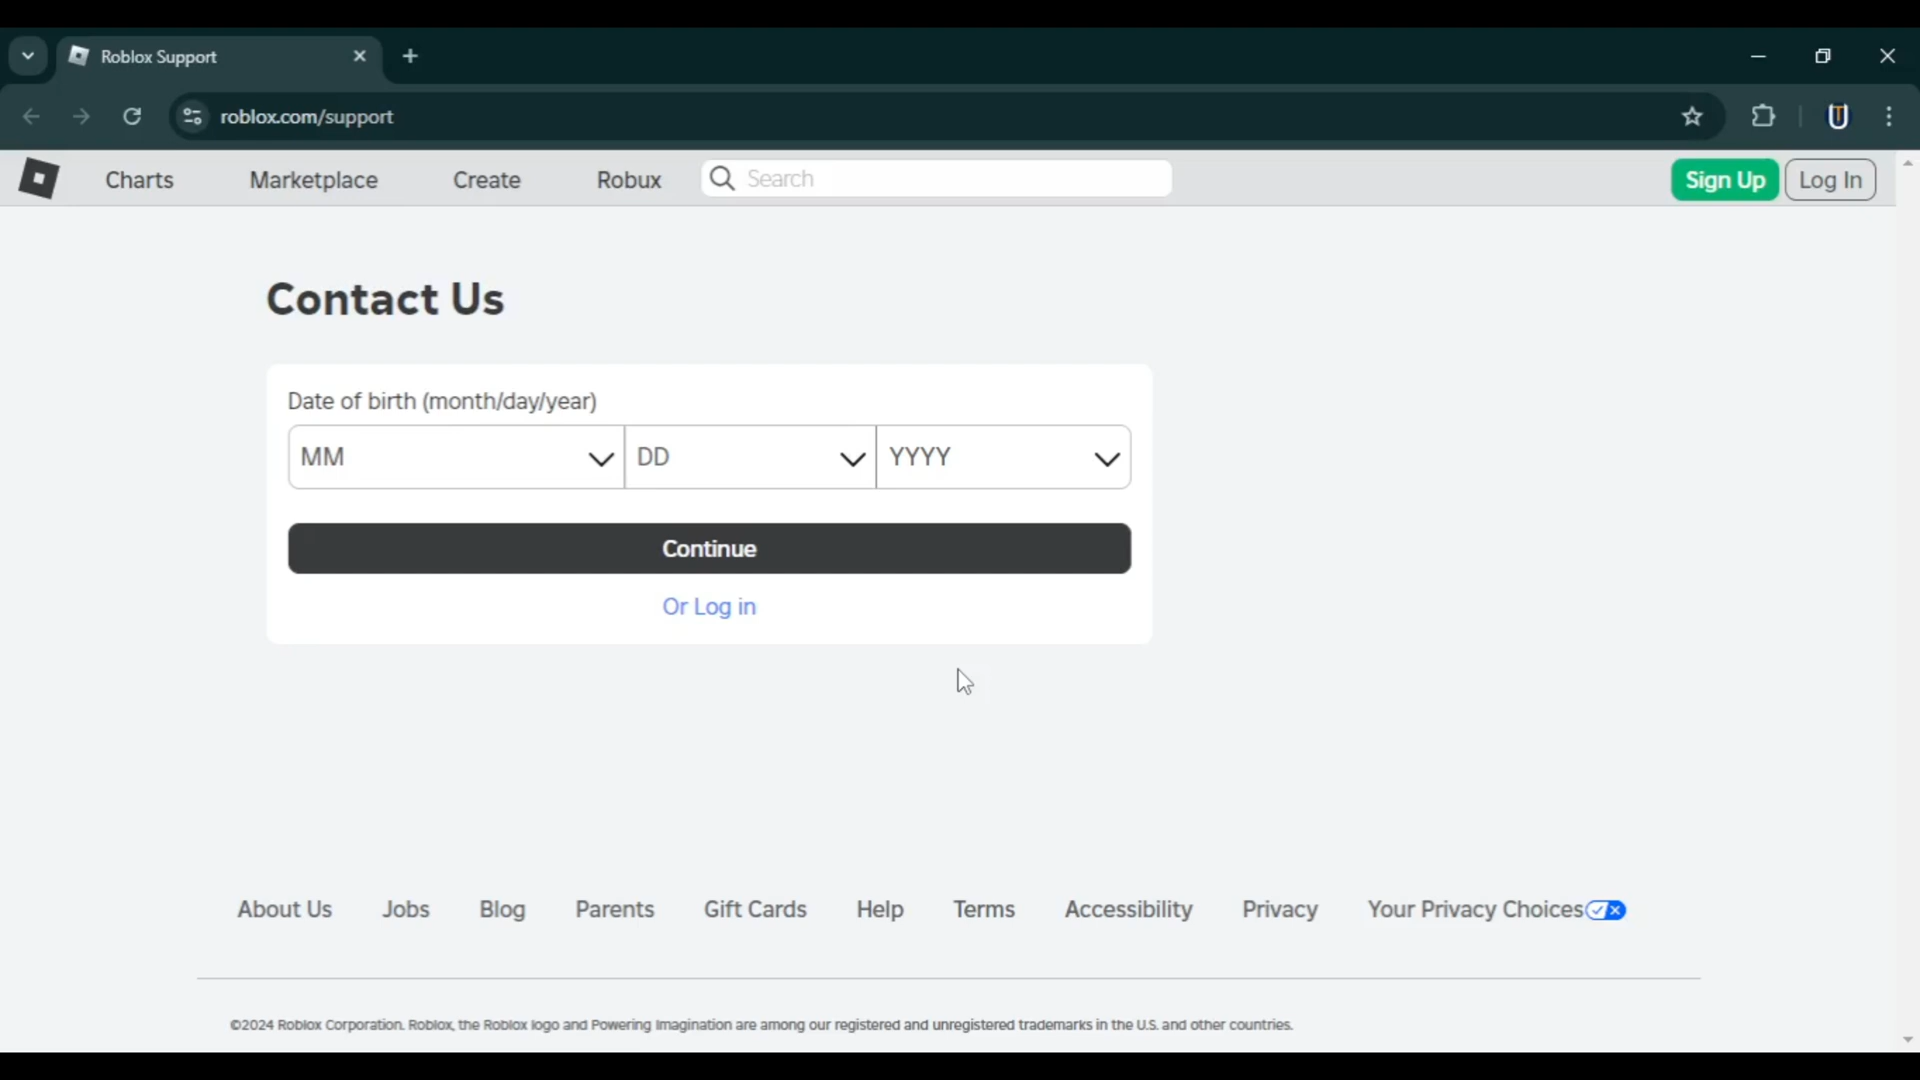 Roblox Support
roblox.com/support
Charts Marketplace Create Robux Search Sign Up Log In
Contact Us
Date of birth (month/day/year)
MM DD YYYY
Continue
Or Log in
About Us Jobs Blog Parents Gift Cards Help Terms Accessibility Privacy Your Privacy Choices
©2024 Roblox Corporation. Roblox, the Roblox logo and Powering Imagination are among our registered and unregistered trademarks in the U.S. and other countries.